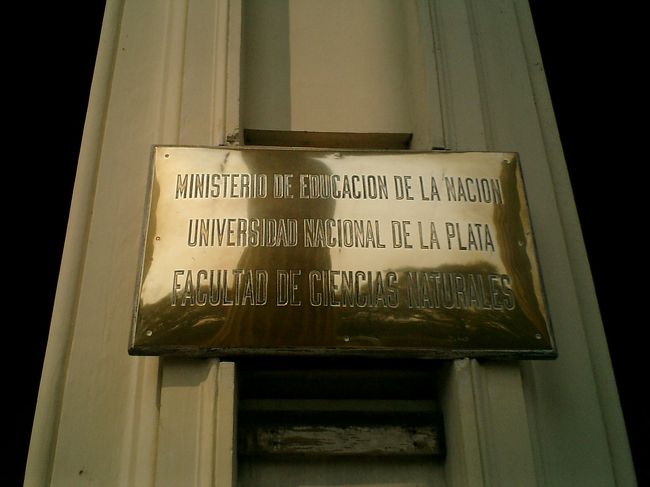 MINISTERIO DE EDUCACION DE LA NACION
UNIVERSIDAD NACIONAL DE LA PLATA
FACULTAD DE CIENCIAS NATURALES